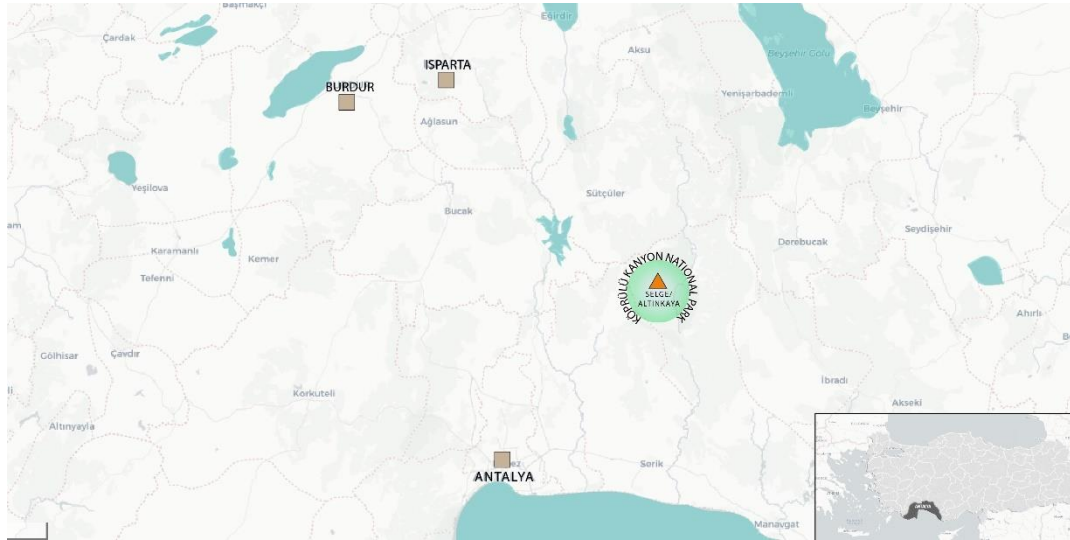 Başmakçı
Eğirdir
Çardak
Aksu
Beyşehir Gölü
ISPARTA
BURDUR
Yenişarbademli
Beyşehir
Ağlasun
Yeşilova
Sütçüler
Bucak
Seydişehir
Derebucak
Karamanlı
Kemer
Tefenni
KÖPRÜLÜ KANYON NATIONAL PARK
SELGE/
ALTINKAYA
Ahırlı
Gölhisar
Çavdır
İbradı
Korkuteli
Akseki
Altınyayla
Serik
ANTALYA
Manavgat